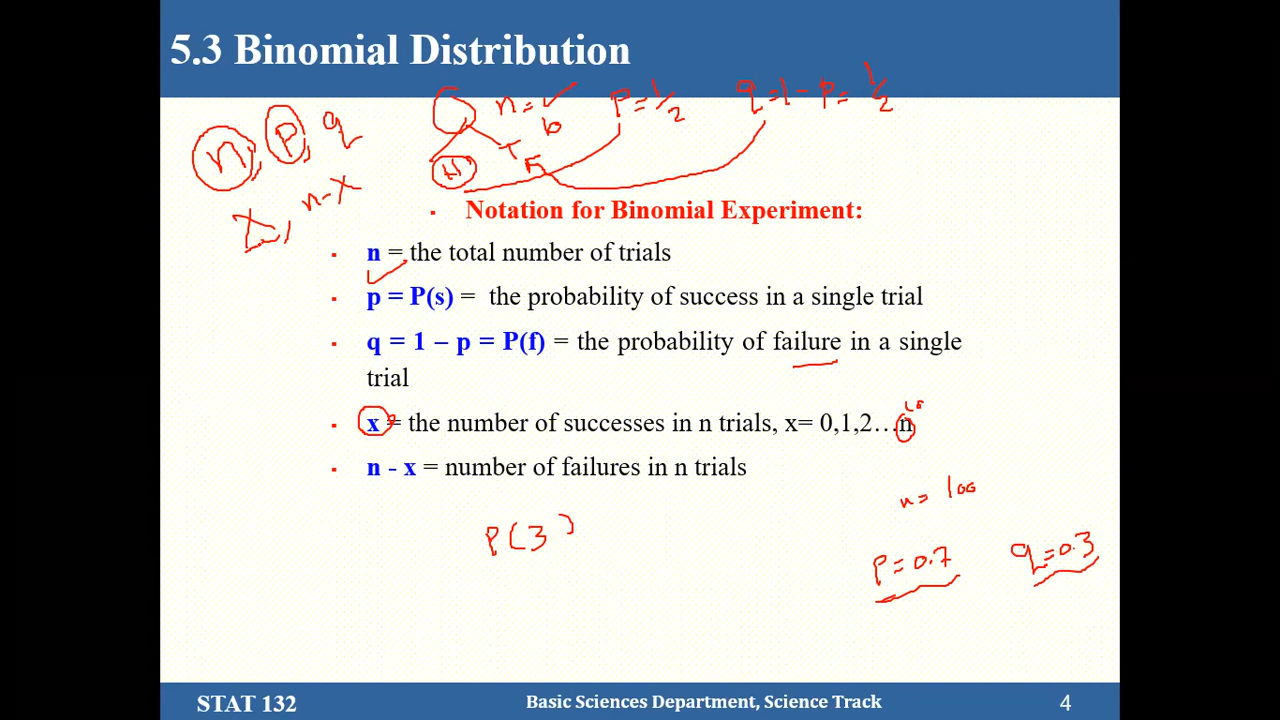 5.3 Binomial Distribution
n = 6 p = 1/2 q = 1 - p = 1/2
n, p, q
H T
x, n-x
▪ Notation for Binomial Experiment:
▪ n = the total number of trials
▪ p = P(s) = the probability of success in a single trial
▪ q = 1 – p = P(f) = the probability of failure in a single
trial
▪ x = the number of successes in n trials, x= 0,1,2…n
▪ n - x = number of failures in n trials
n = 100
P(3)
p = 0.7 q = 0.3
STAT 132 Basic Sciences Department, Science Track 4